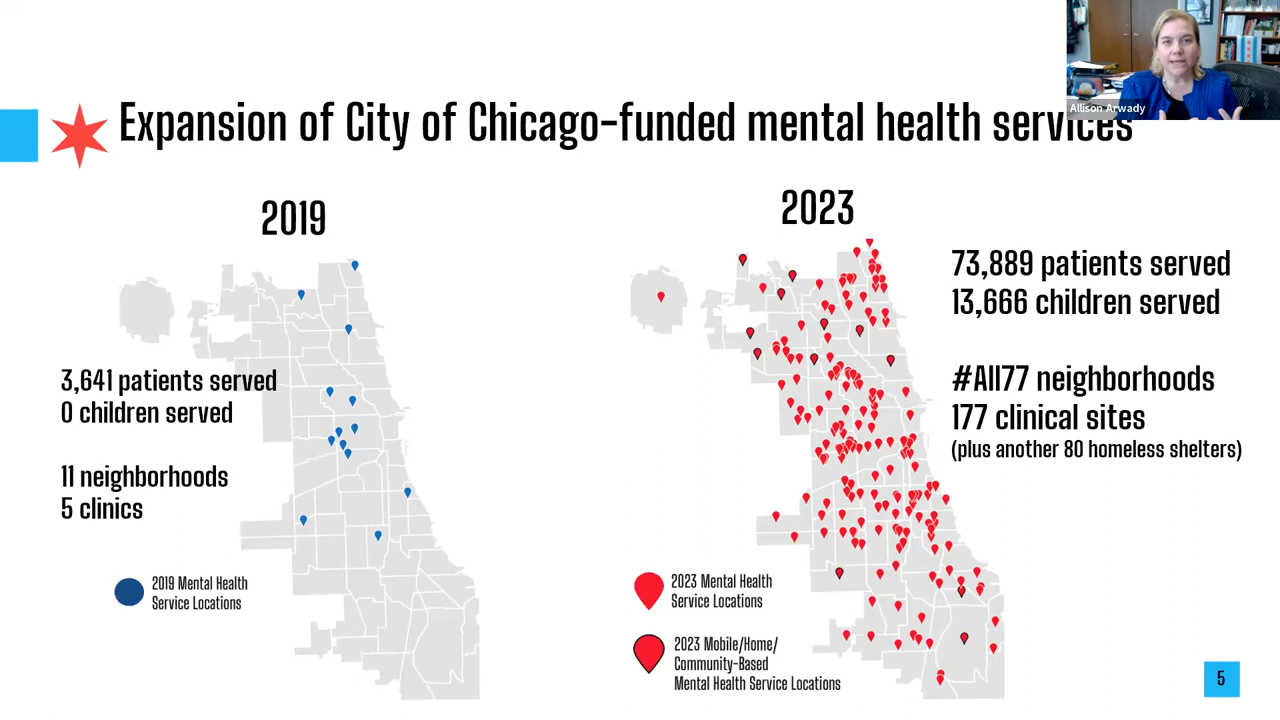 Allison Arwady
Expansion of City of Chicago-funded mental health services
2019
3,641 patients served
0 children served
11 neighborhoods
5 clinics
2019 Mental Health
Service Locations
2023
73,889 patients served
13,666 children served
#All77 neighborhoods
177 clinical sites
(plus another 80 homeless shelters)
2023 Mental Health
Service Locations
2023 Mobile/Home/
Community-Based
Mental Health Service Locations
5